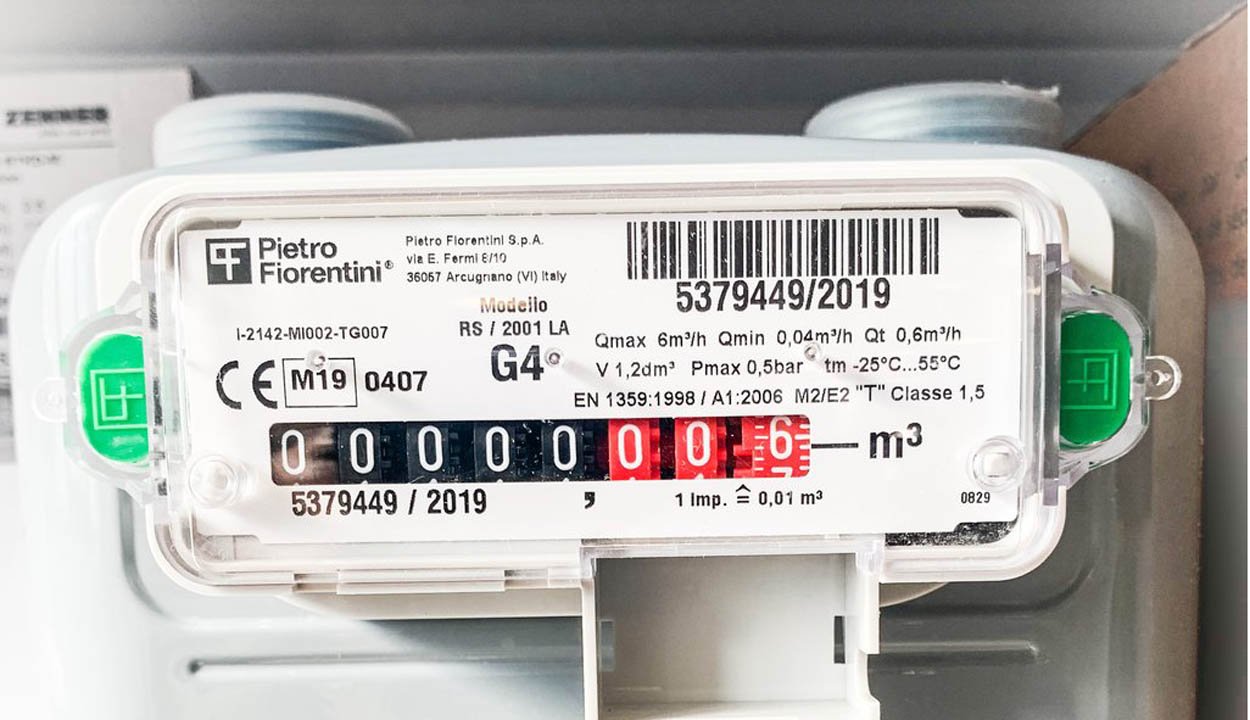 ZENNER
Pietro
Fiorentini®
Pietro Fiorentini S.p.A.
via E. Fermi 8/10
36057 Arcugnano (VI) Italy
5379449/2019
Modello
RS / 2001 LA
G4
I-2142-MI002-TG007
CE M19 0407
Qmax 6m³/h Qmin 0,04m³/h Qt 0,6m³/h
V 1,2dm³ Pmax 0,5bar tm -25°C...55°C
EN 1359:1998 / A1:2006 M2/E2 "T" Classe 1,5
0 0 0 0 0 0 0 6 m³
7
5379449 / 2019 , 1 Imp. ≙ 0,01 m³
0829